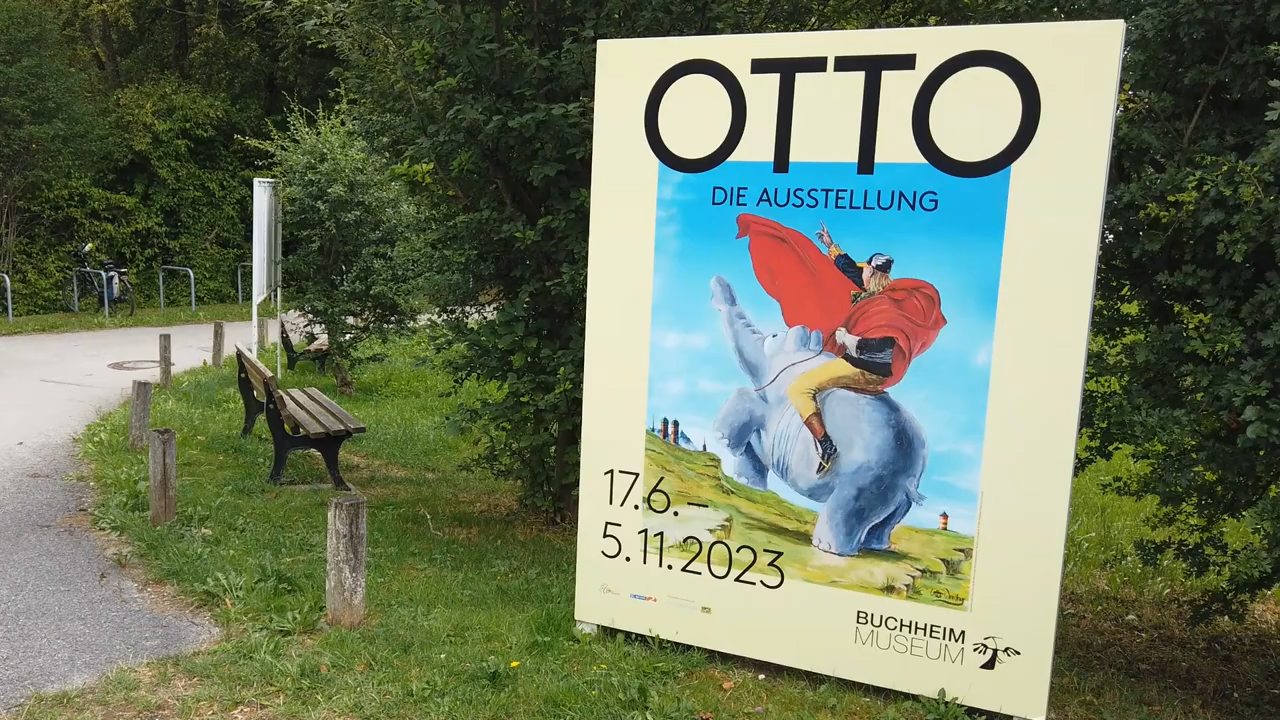 OTTO
DIE AUSSTELLUNG
17.6.–
5.11.2023
BUCHHEIM
MUSEUM